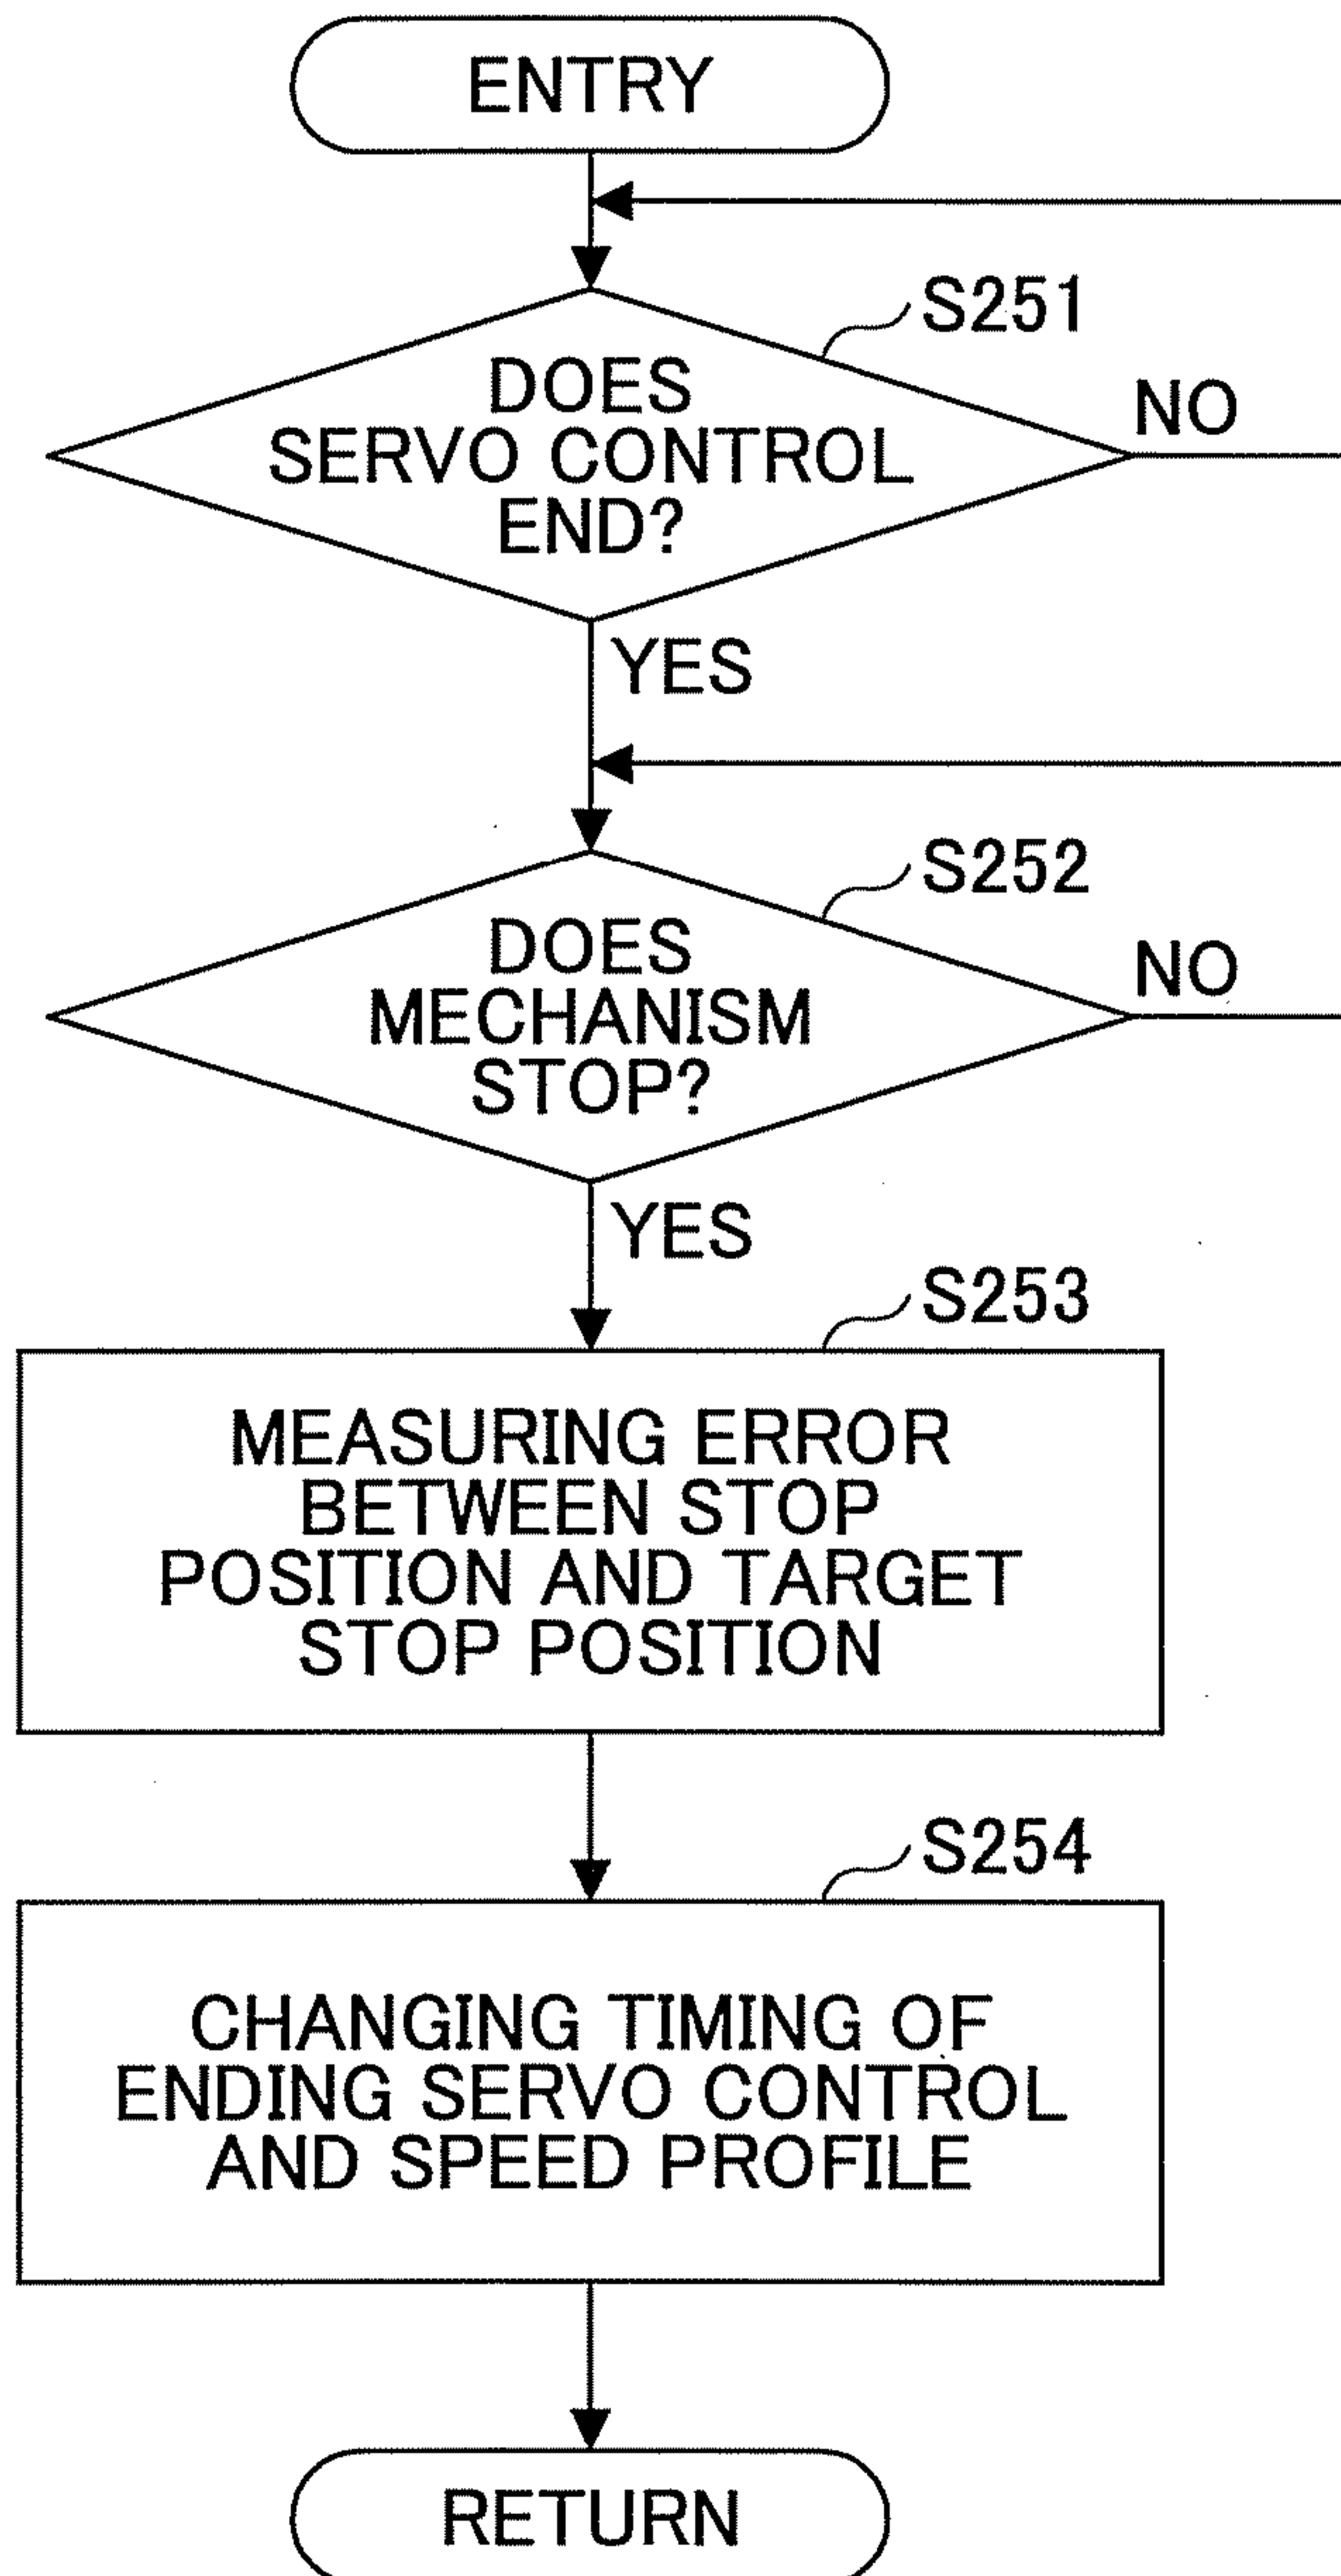 ENTRY
S251
DOES
SERVO CONTROL
END?
NO
YES
S252
DOES
MECHANISM
STOP?
NO
YES
S253
MEASURING ERROR
BETWEEN STOP
POSITION AND TARGET
STOP POSITION
S254
CHANGING TIMING OF
ENDING SERVO CONTROL
AND SPEED PROFILE
RETURN